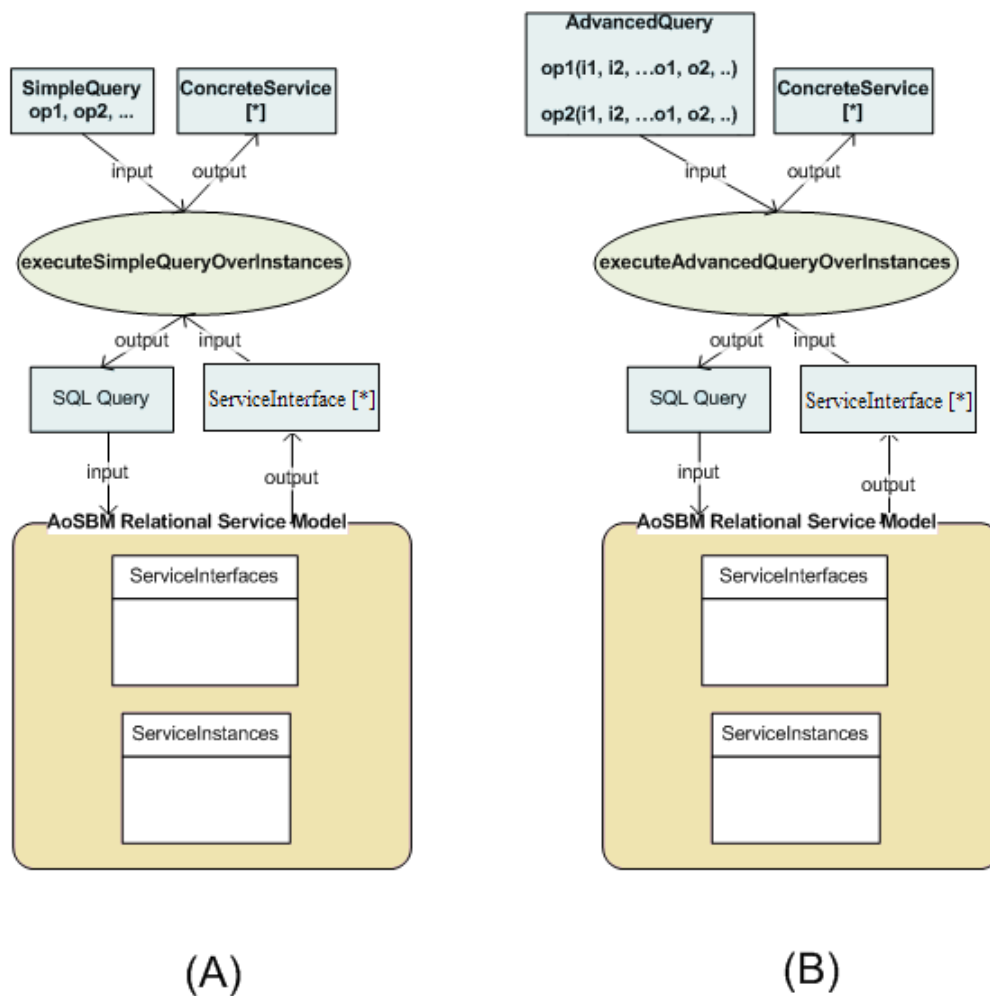 SimpleQuery
op1, op2, ...
ConcreteService
[*]
input
output
executeSimpleQueryOverInstances
output
input
SQL Query
ServiceInterface [*]
input
output
AoSBM Relational Service Model
ServiceInterfaces
ServiceInstances
(A)
AdvancedQuery
op1(i1, i2, …o1, o2, ..)
op2(i1, i2, …o1, o2, ..)
ConcreteService
[*]
input
output
executeAdvancedQueryOverInstances
output
input
SQL Query
ServiceInterface [*]
input
output
AoSBM Relational Service Model
ServiceInterfaces
ServiceInstances
(B)